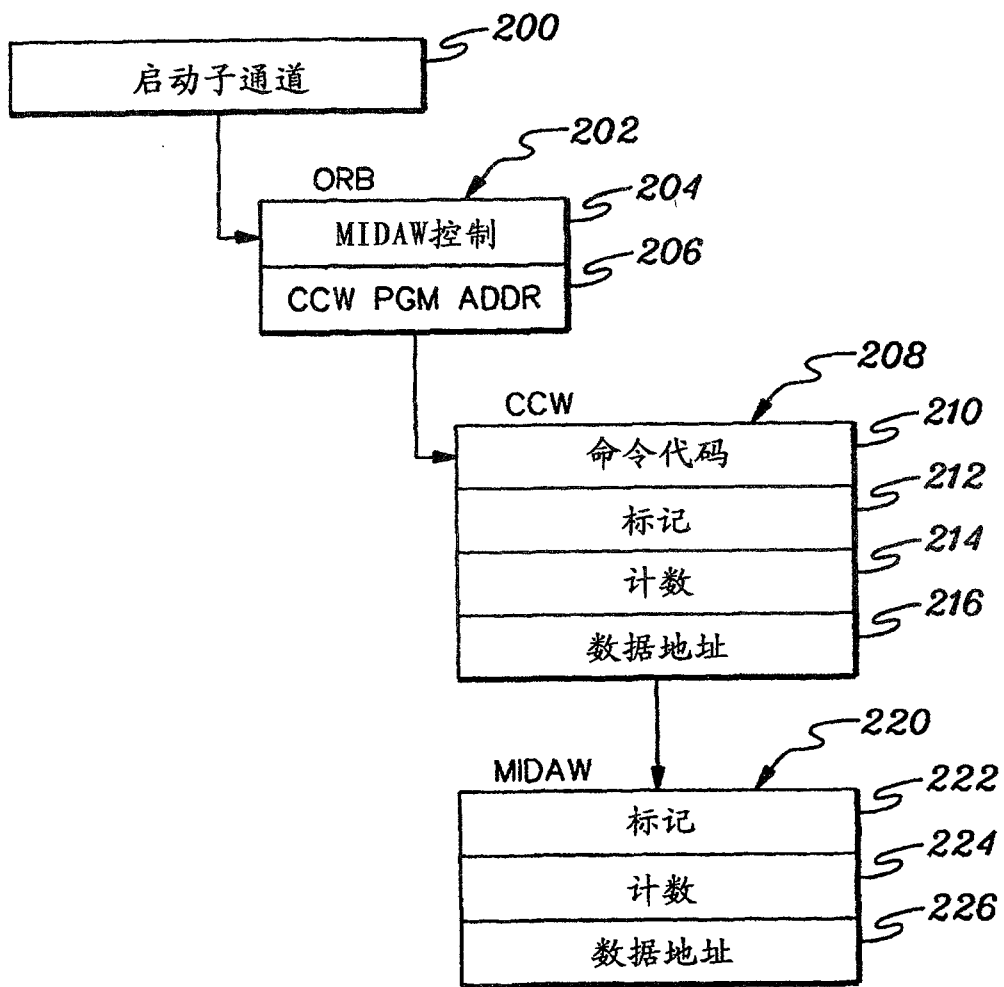 200
启动子通道
202
ORB
204
MIDAW控制
206
CCW PGM ADDR
208
CCW
210
命令代码
212
标记
214
计数
216
数据地址
220
MIDAW
222
标记
224
计数
226
数据地址